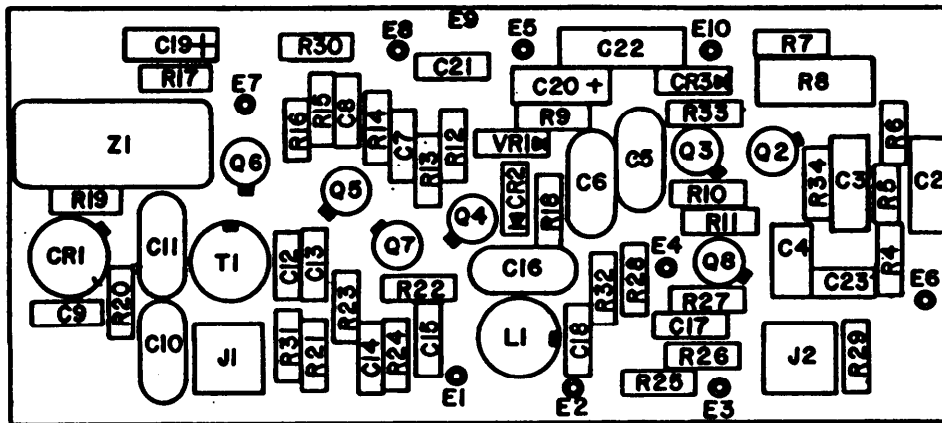 E9
E8
E5
E10
C19+
R30
C22
R7
R17
C21
CR3
R8
E7
C20+
R15
C8
R16
R14
R9
R33
Z1
C7
R12
R13
VR1
C5
Q3
Q2
R6
Q6
C6
R34
C3
R5
C2
Q5
CR2
R18
R10
R19
C11
Q4
R11
CR1
T1
C12
C13
Q7
C4
R4
E4
Q8
C16
R32
R28
C23
E6
R20
R23
R22
R27
C9
C10
J1
R31
R21
C14
R24
C15
L1
C18
C17
J2
R29
R26
R25
E1
E2
E3